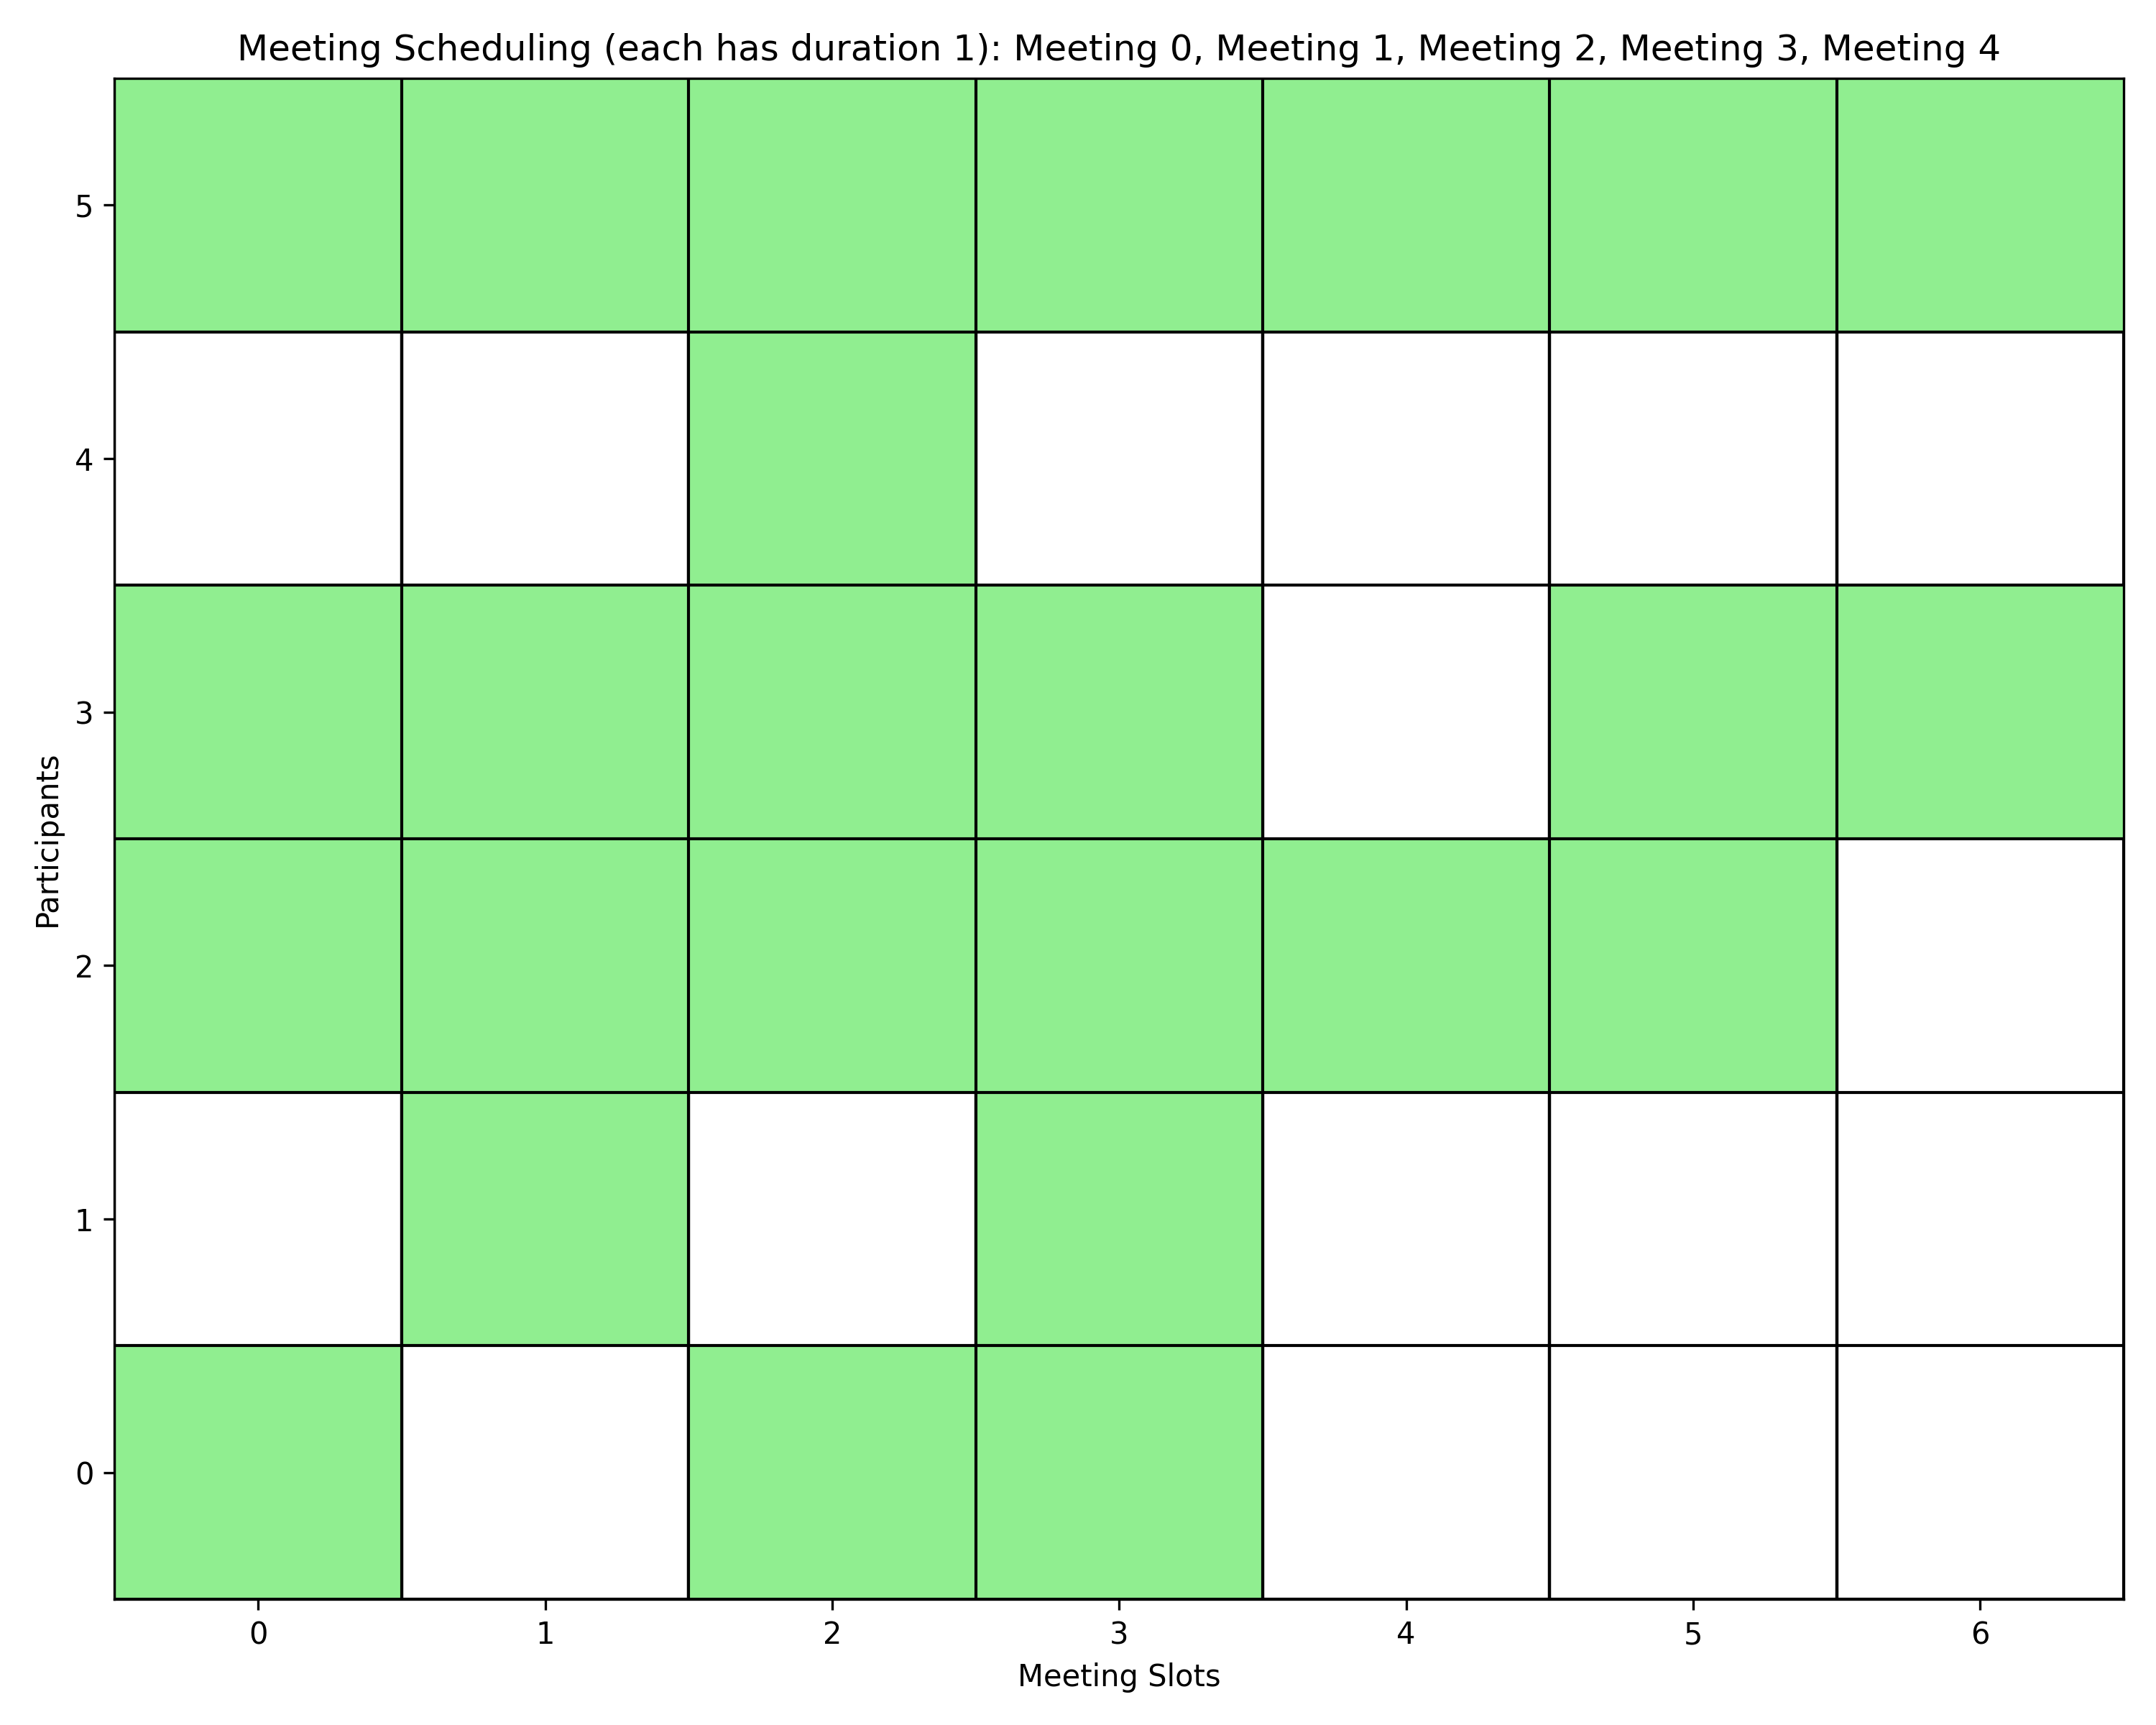 Meeting Scheduling (each has duration 1): Meeting 0, Meeting 1, Meeting 2, Meeting 3, Meeting 4
5
4
3
2
1
0
Participants
0 1 2 3 4 5 6
Meeting Slots